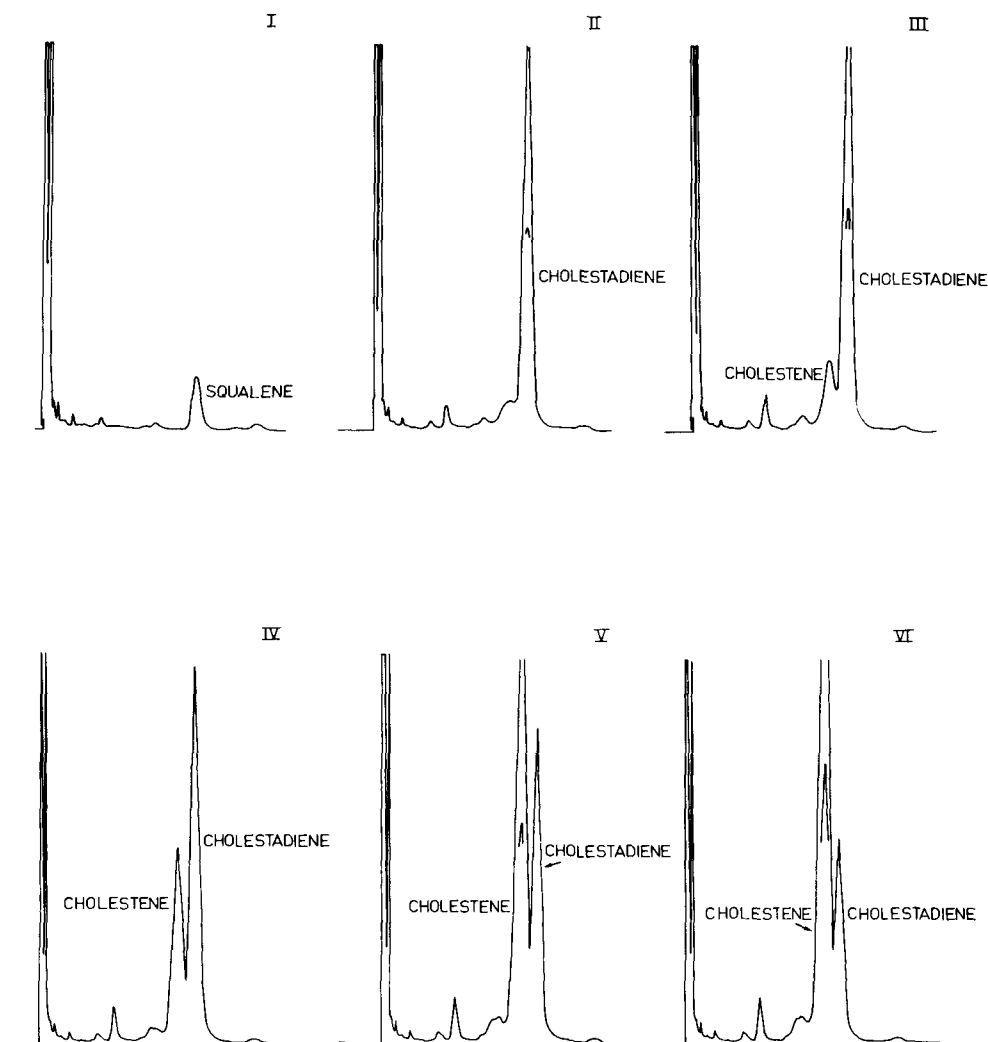 I
II
III
SQUALENE
CHOLESTADIENE
CHOLESTENE
CHOLESTADIENE
IV
V
VI
CHOLESTENE
CHOLESTADIENE
CHOLESTENE
CHOLESTADIENE
CHOLESTENE
CHOLESTADIENE